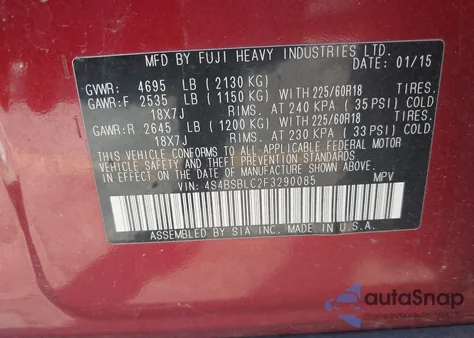 MFD BY FUJI HEAVY INDUSTRIES LTD.
DATE: 01/15
GVWR: 4695 LB (2130 KG)
GAWR:F 2535 LB (1150 KG) WITH 225/60R18 TIRES.
18X7J RIMS. AT 240 KPA (35 PSI) COLD
GAWR:R 2645 LB (1200 KG) WITH 225/60R18 TIRES.
18X7J RIMS. AT 230 KPA (33 PSI) COLD
THIS VEHICLE CONFORMS TO ALL APPLICABLE FEDERAL MOTOR
VEHICLE SAFETY AND THEFT PREVENTION STANDARDS
IN EFFECT ON THE DATE OF MANUFACTURE SHOWN ABOVE.
VIN: 4S4BSBLC2F3290085 MPV
ASSEMBLED BY SIA INC. MADE IN U.S.A.
autoSnap